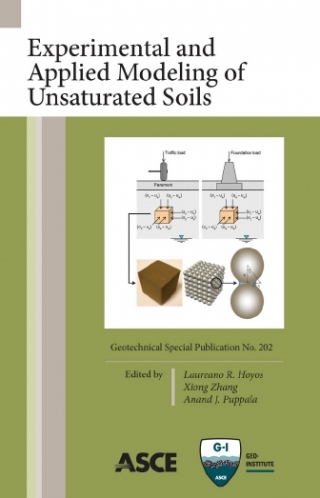 Experimental and
Applied Modeling of
Unsaturated Soils
Traffic load
Foundation load
Pavement
Geotechnical Special Publication No. 202
Edited by
Laureano R. Hoyos
Xiong Zhang
Anand J. Puppala
ASCE
G-I
ASCE
GEO-
INSTITUTE